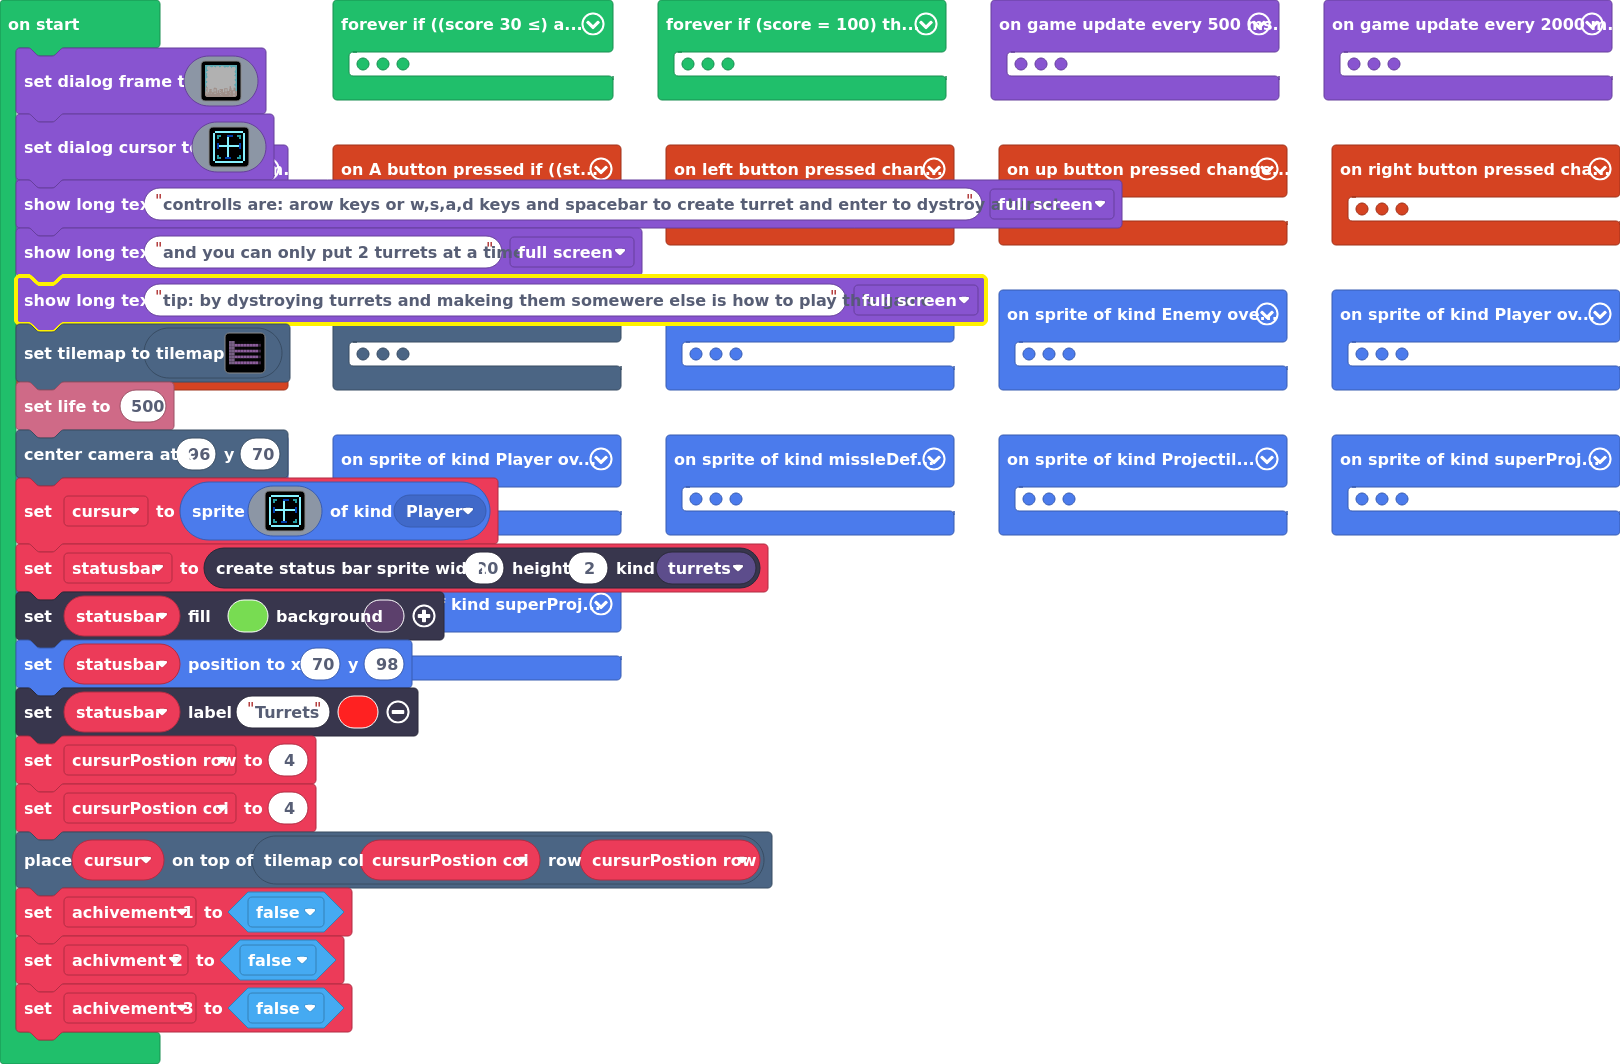 on start
forever if ((score 30 ≤) a...
forever if (score = 100) th...
on game update every 500 ms.
on game update every 2000 m.
set dialog frame t
set dialog cursor to
n.
on A button pressed if ((st...
on left button pressed chan...
on up button pressed change...
on right button pressed cha...
show long tex "controlls are: arow keys or w,s,a,d keys and spacebar to create turret and enter to dystroy" full screen
show long tex "and you can only put 2 turrets at a time" full screen
show long tex "tip: by dystroying turrets and makeing them somewere else is how to play" full screen
on sprite of kind Enemy ove...
on sprite of kind Player ov...
set tilemap to tilemap
set life to 500
center camera at 96 y 70
on sprite of kind Player ov...
on sprite of kind missleDef...
on sprite of kind Projectil...
on sprite of kind superProj...
set cursur to sprite of kind Player
set statusbar to create status bar sprite wid 20 height 2 kind turrets
kind superProj...
set statusbar fill background
set statusbar position to x 70 y 98
set statusbar label "Turrets"
set cursurPostion row to 4
set cursurPostion col to 4
place cursur on top of tilemap col cursurPostion col row cursurPostion row
set achivement 1 to false
set achivment 2 to false
set achivement 3 to false